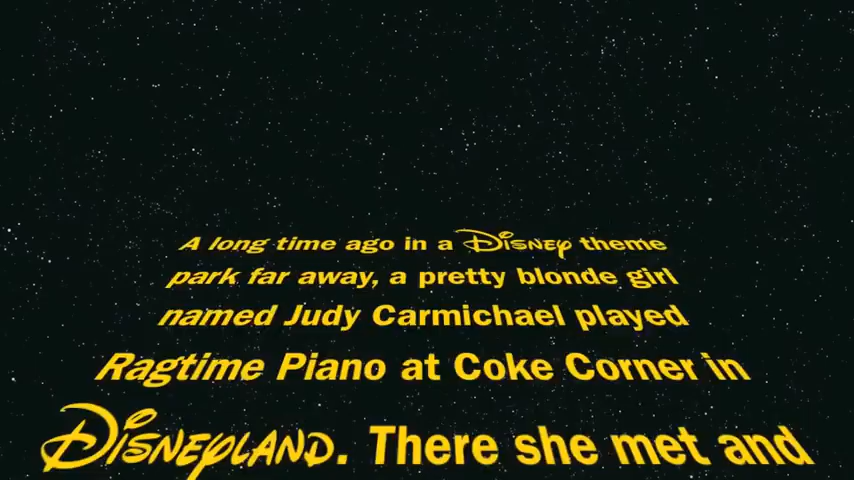 A long time ago in a Disney theme
park far away, a pretty blonde girl
named Judy Carmichael played
Ragtime Piano at Coke Corner in
Disneyland. There she met and